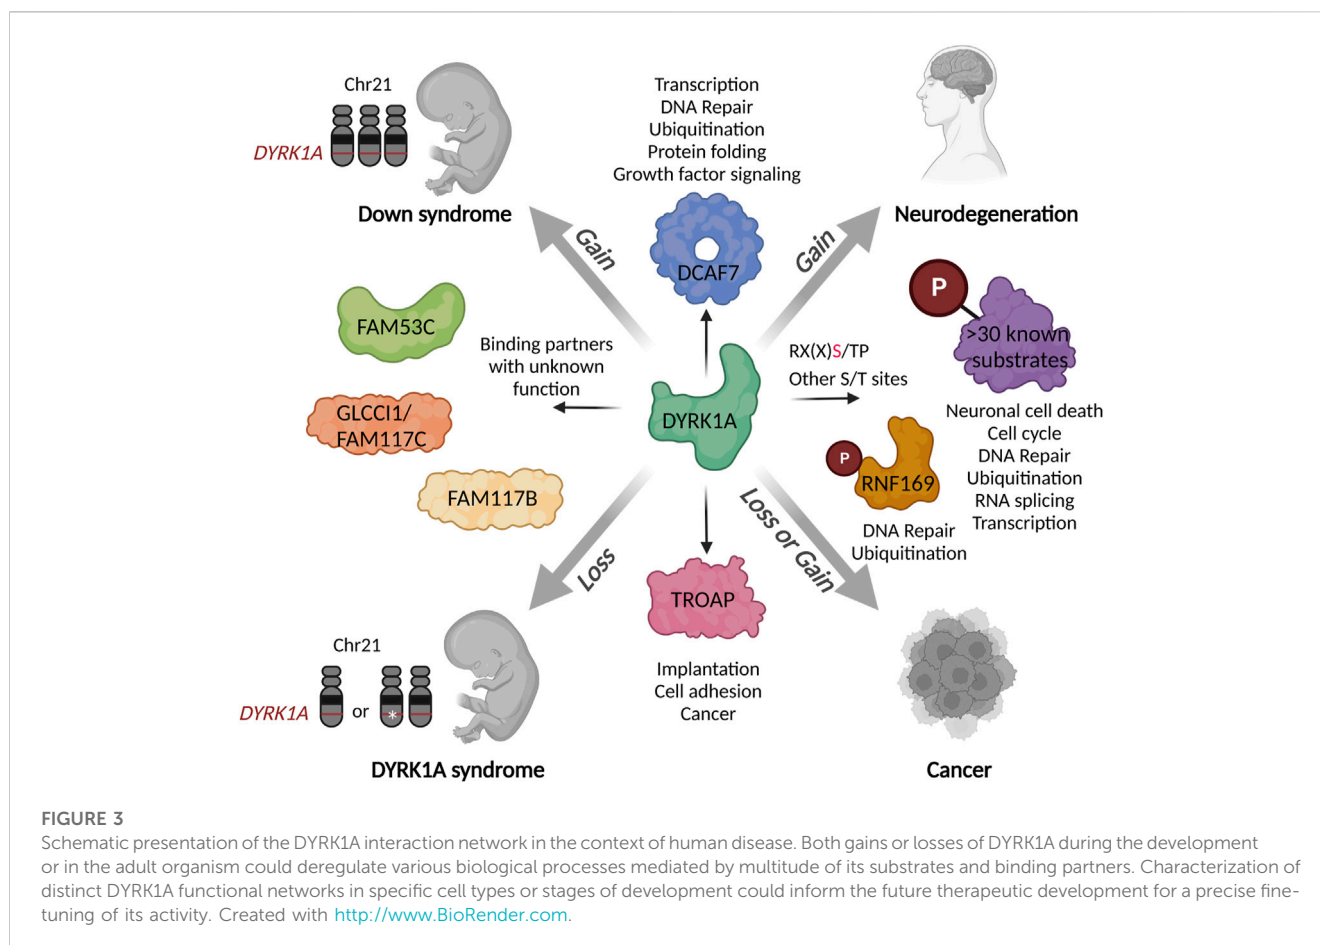 Chr21
DYRK1A
Down syndrome
Gain
Transcription
DNA Repair
Ubiquitination
Protein folding
Growth factor signaling
DCAF7
Gain
Neurodegeneration
FAM53C
GLCCI1/
FAM117C
FAM117B
Binding partners
with unknown
function
DYRK1A
RX(X)S/TP
Other S/T sites
P
>30 known
substrates
Neuronal cell death
Cell cycle
DNA Repair
Ubiquitination
RNA splicing
Transcription
P
RNF169
DNA Repair
Ubiquitination
Loss
Loss or Gain
TROAP
Implantation
Cell adhesion
Cancer
Chr21
DYRK1A
or
*
DYRK1A syndrome
Cancer
FIGURE 3
Schematic presentation of the DYRK1A interaction network in the context of human disease. Both gains or losses of DYRK1A during the development
or in the adult organism could deregulate various biological processes mediated by multitude of its substrates and binding partners. Characterization of
distinct DYRK1A functional networks in specific cell types or stages of development could inform the future therapeutic development for a precise fine-
tuning of its activity. Created with http://www.BioRender.com.